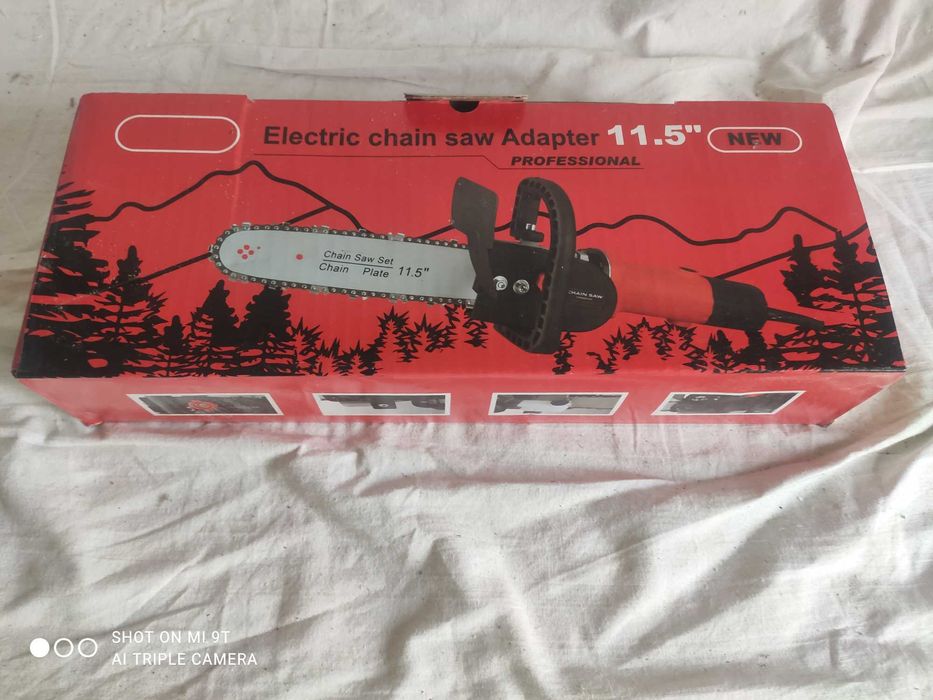 Electric chain saw Adapter 11.5" NEW
PROFESSIONAL
Chain Saw Set
Chain Plate 11.5"
CHAIN SAW
SHOT ON MI 9T
AI TRIPLE CAMERA